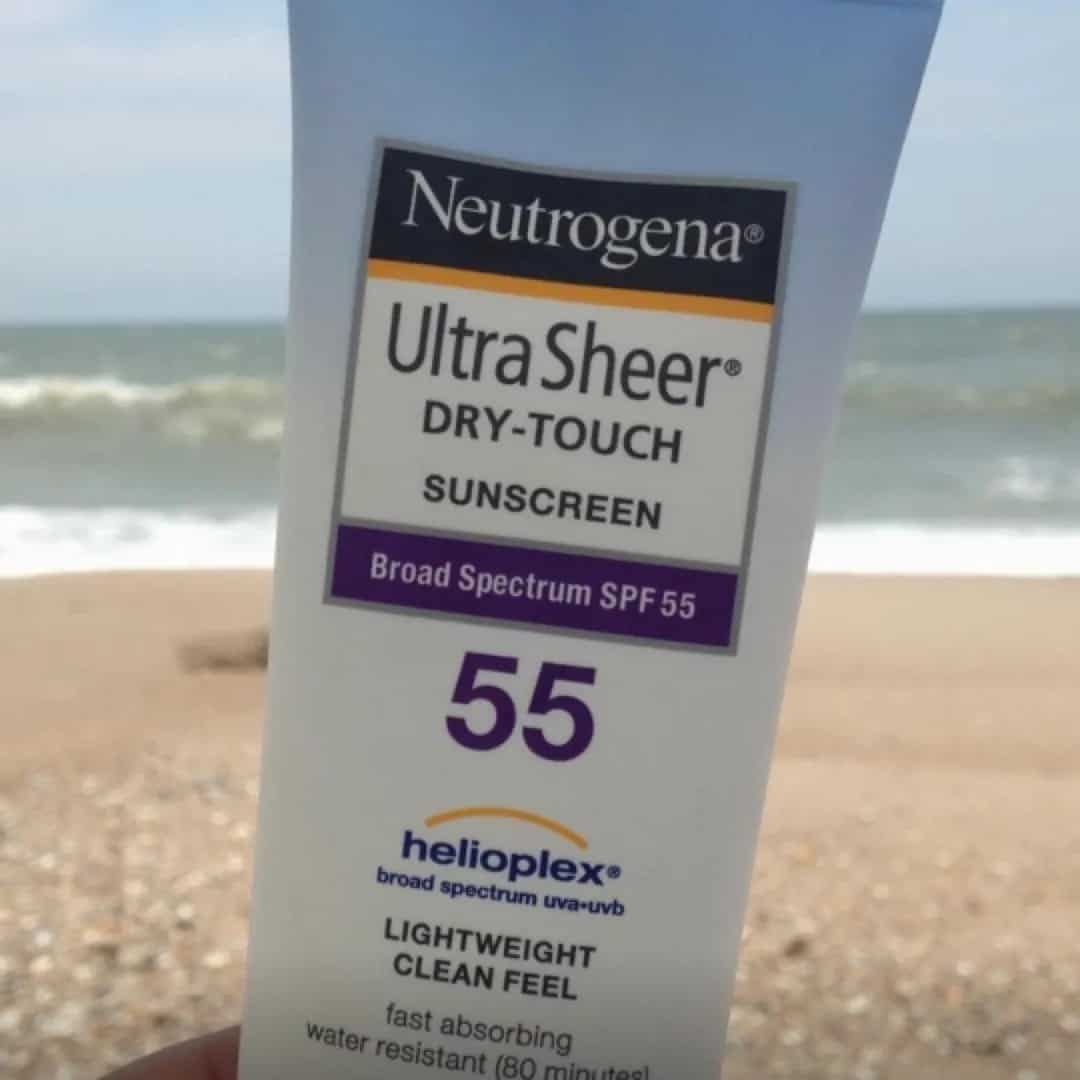 Neutrogena®
Ultra Sheer®
DRY-TOUCH
SUNSCREEN
Broad Spectrum SPF 55
55
helioplex®
broad spectrum uva•uvb
LIGHTWEIGHT
CLEAN FEEL
fast absorbing
water resistant (80 minutes)